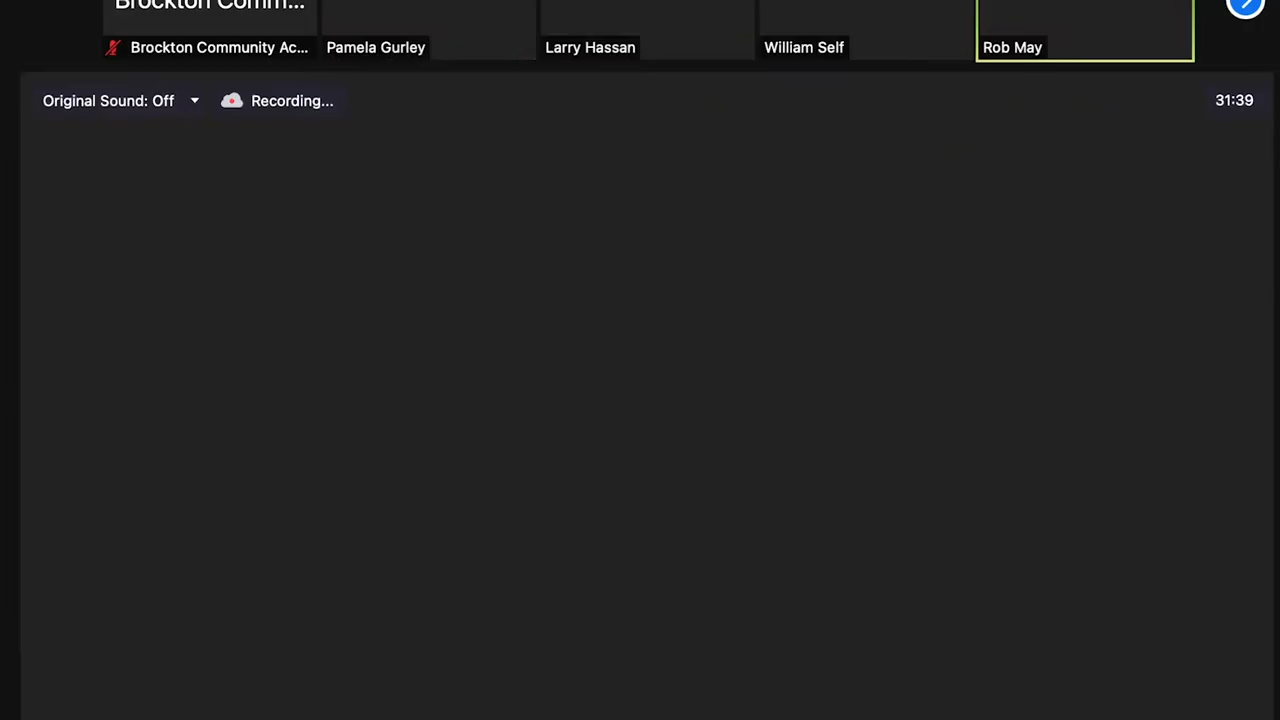 Brockton Comm...
Brockton Community Ac...
Pamela Gurley
Larry Hassan
William Self
Rob May
Original Sound: Off
Recording...
31:39